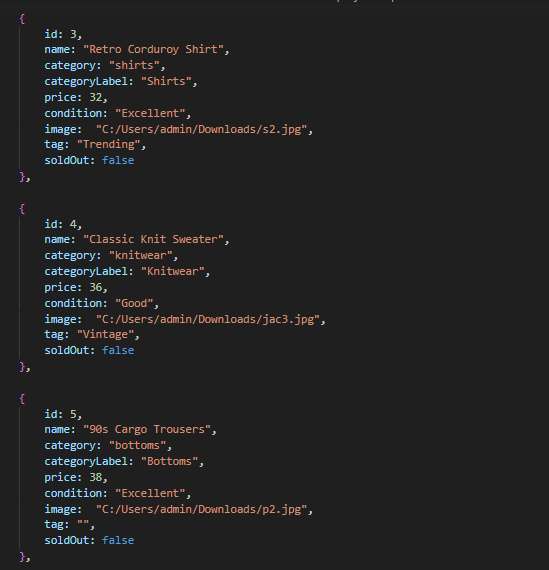 {
id: 3,
name: "Retro Corduroy Shirt",
category: "shirts",
categoryLabel: "Shirts",
price: 32,
condition: "Excellent",
image:  "C:/Users/admin/Downloads/s2.jpg",
tag: "Trending",
soldOut: false
},
{
id: 4,
name: "Classic Knit Sweater",
category: "knitwear",
categoryLabel: "Knitwear",
price: 36,
condition: "Good",
image:  "C:/Users/admin/Downloads/jac3.jpg",
tag: "Vintage",
soldOut: false
},
{
id: 5,
name: "90s Cargo Trousers",
category: "bottoms",
categoryLabel: "Bottoms",
price: 38,
condition: "Excellent",
image:  "C:/Users/admin/Downloads/p2.jpg",
tag: "",
soldOut: false
},